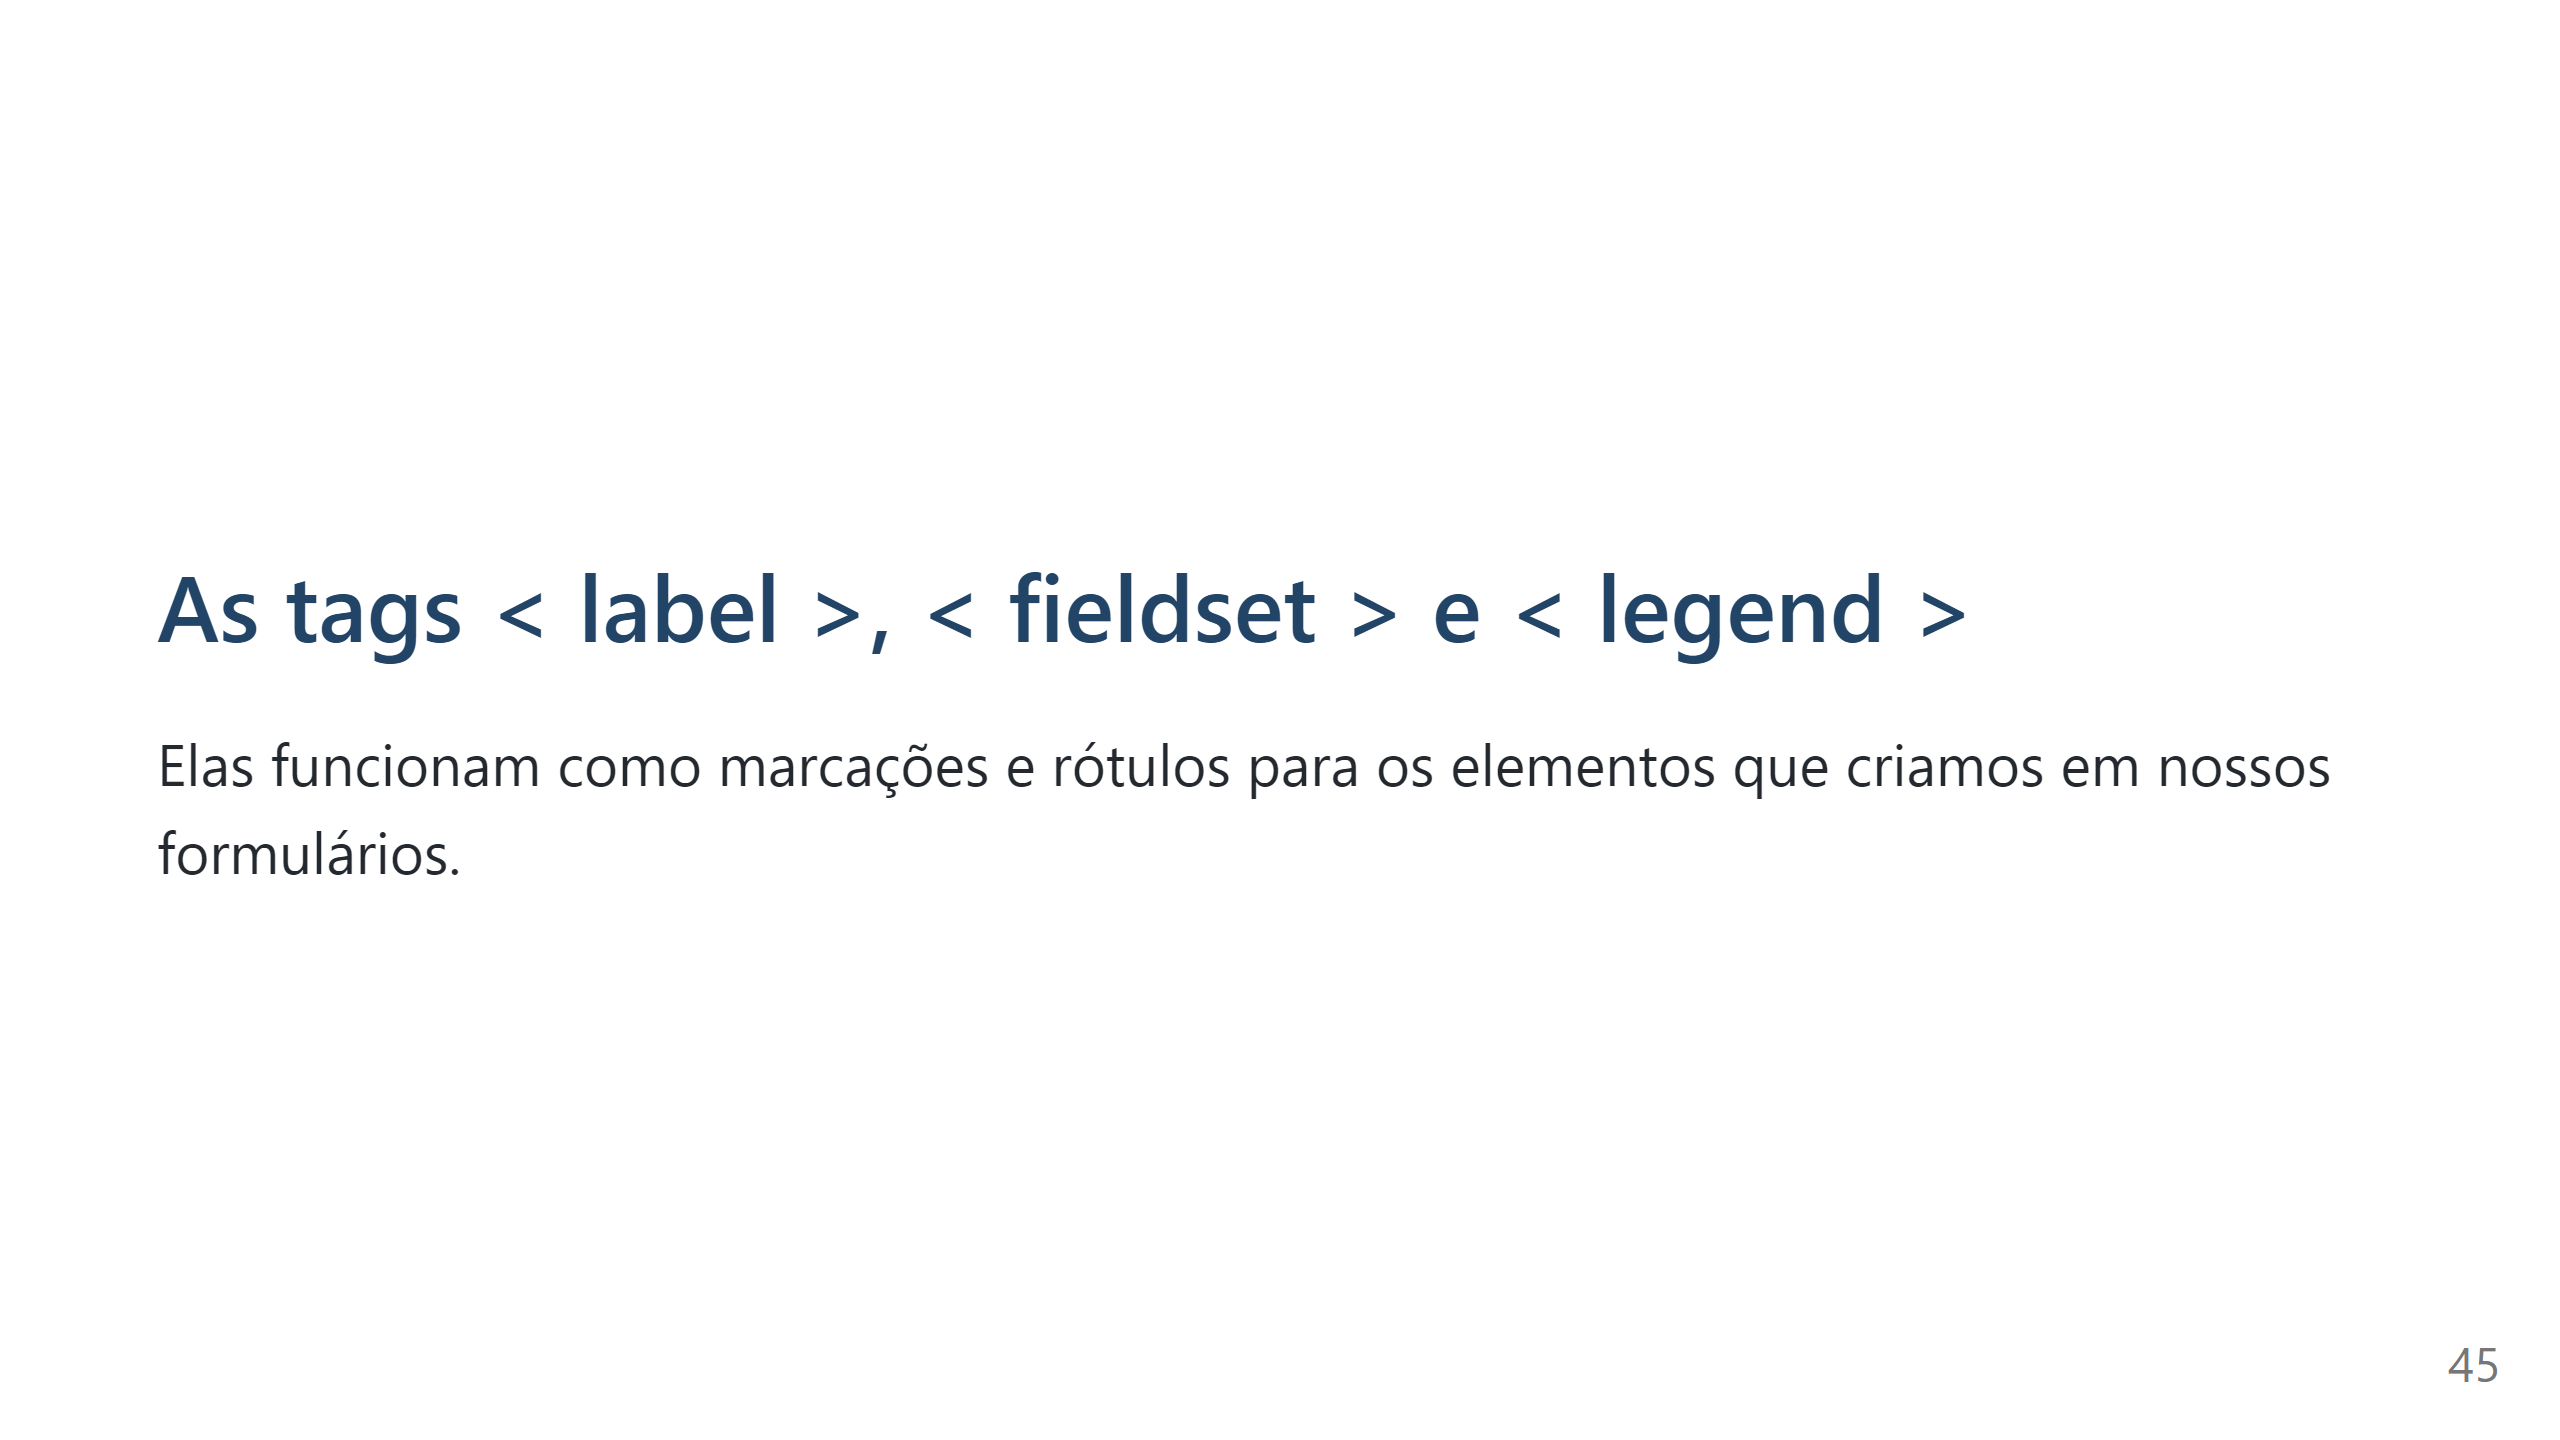 As tags < label >, < fieldset > e < legend >
Elas funcionam como marcações e rótulos para os elementos que criamos em nossos
formulários.
45